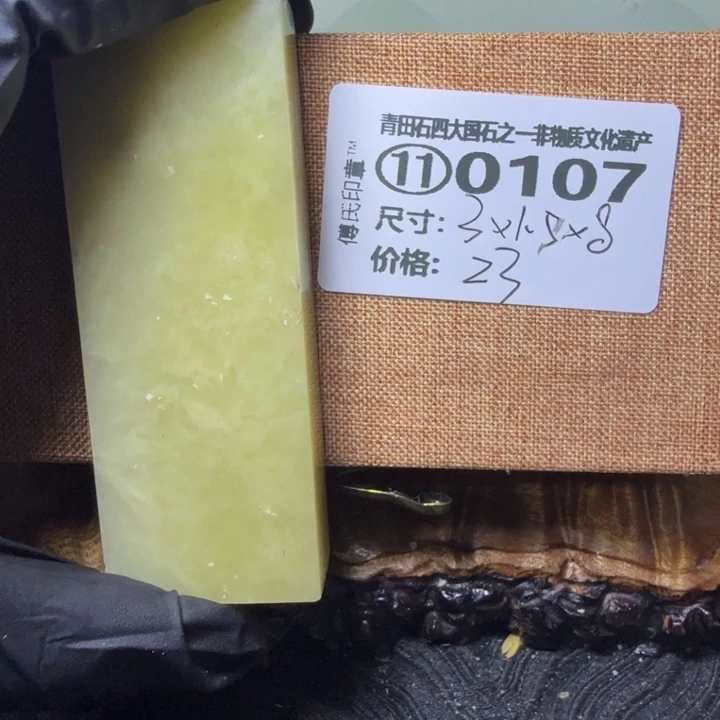 青田石四大国石之一非物质文化遗产
傅氏印章™
⑪0107
尺寸: 3×1.5×8
价格: 23